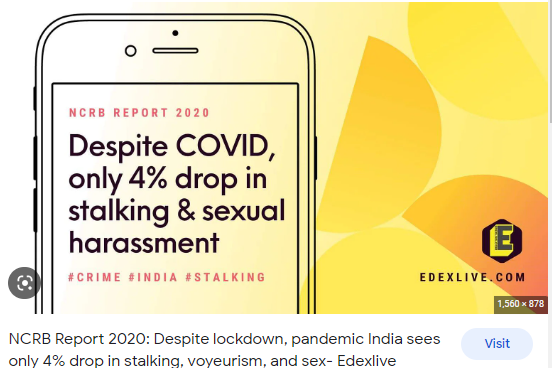 NCRB REPORT 2020
Despite COVID,
only 4% drop in
stalking & sexual
harassment
#CRIME #INDIA #STALKING
E
EDEXLIVE.COM
1,560 × 878
NCRB Report 2020: Despite lockdown, pandemic India sees
only 4% drop in stalking, voyeurism, and sex- Edexlive
Visit